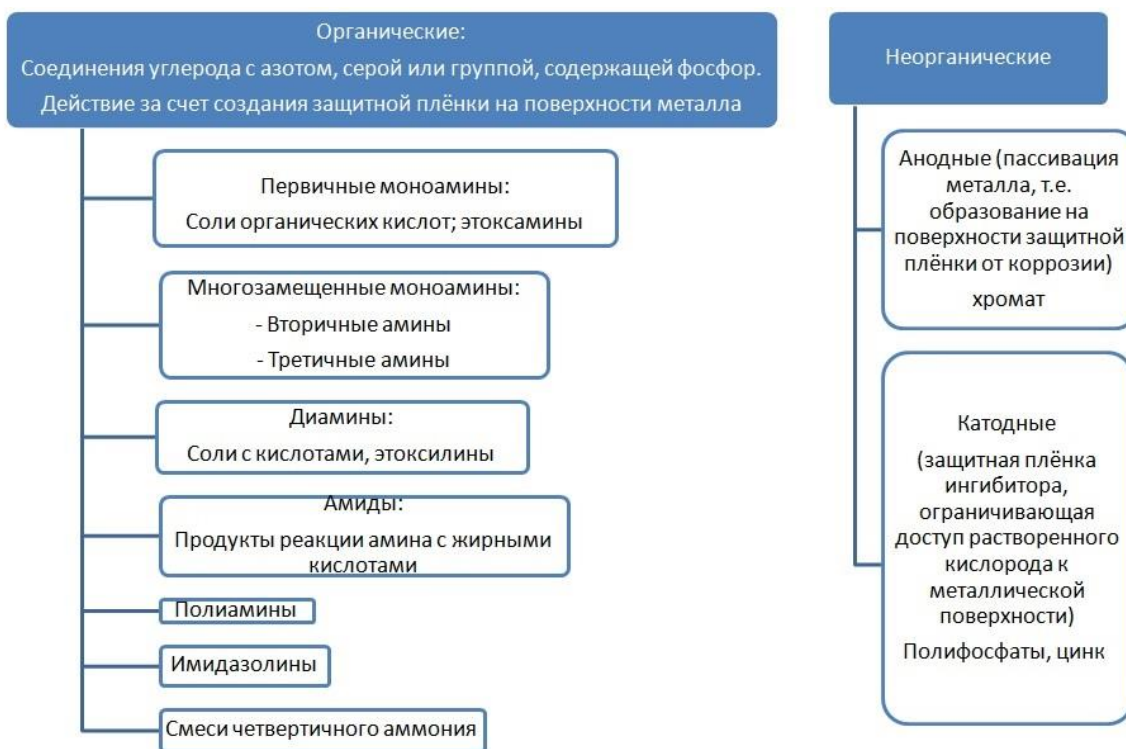 Органические:
Соединения углерода с азотом, серой или группой, содержащей фосфор.
Действие за счет создания защитной плёнки на поверхности металла
Первичные моноамины:
Соли органических кислот; этоксамины
Многозамещенные моноамины:
- Вторичные амины
- Третичные амины
Диамины:
Соли с кислотами, этоксилины
Амиды:
Продукты реакции амина с жирными
кислотами
Полиамины
Имидазолины
Смеси четвертичного аммония
Неорганические
Анодные (пассивация
металла, т.е.
образование на
поверхности защитной
плёнки от коррозии)
хромат
Катодные
(защитная плёнка
ингибитора,
ограничивающая
доступ растворенного
кислорода к
металлической
поверхности)
Полифосфаты, цинк